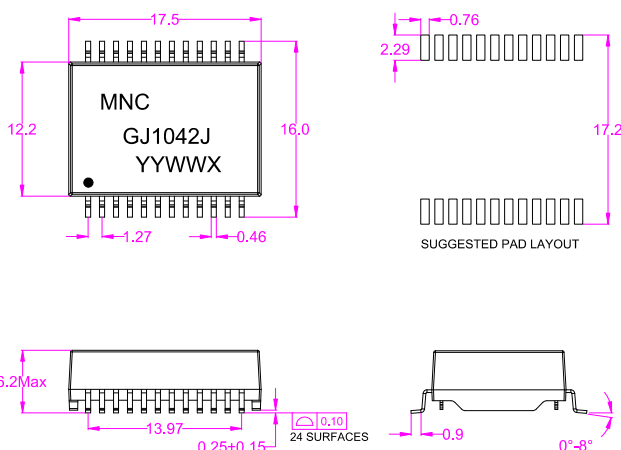 17.5
0.76
2.29
MNC
GJ1042J
YYWWX
12.2
16.0
17.2
1.27
0.46
SUGGESTED PAD LAYOUT
6.2Max
13.97
0.25±0.15
0.10
24 SURFACES
0.9
0°-8°